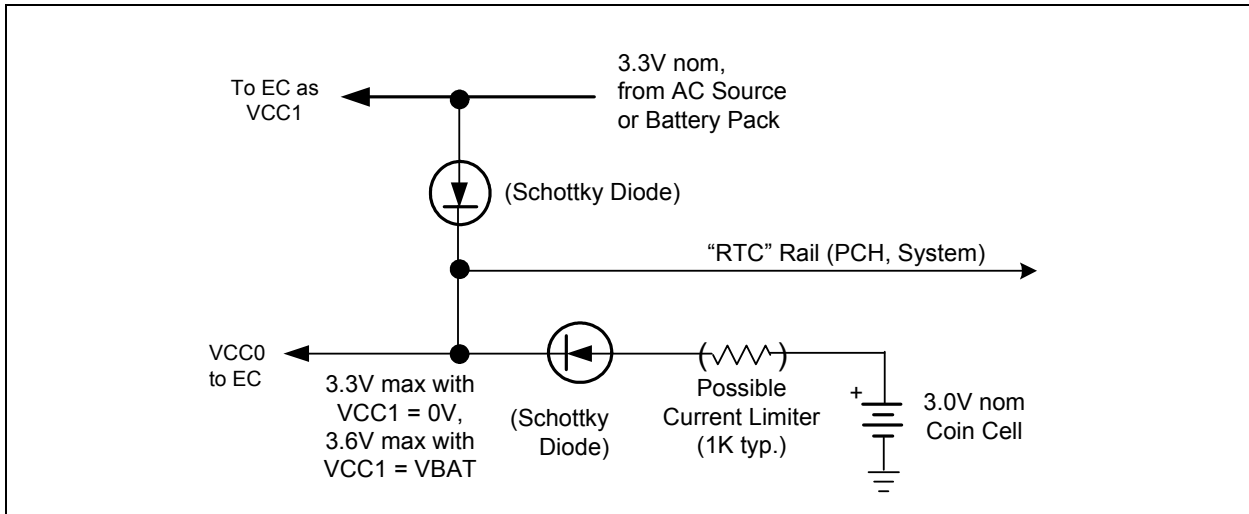 3.3V nom,
from AC Source
or Battery Pack
To EC as
VCC1
(Schottky Diode)
“RTC” Rail (PCH, System)
VCC0
to EC
3.3V max with
VCC1 = 0V,
3.6V max with
VCC1 = VBAT
(Schottky
Diode)
( )
Possible
Current Limiter
(1K typ.)
+
3.0V nom
Coin Cell